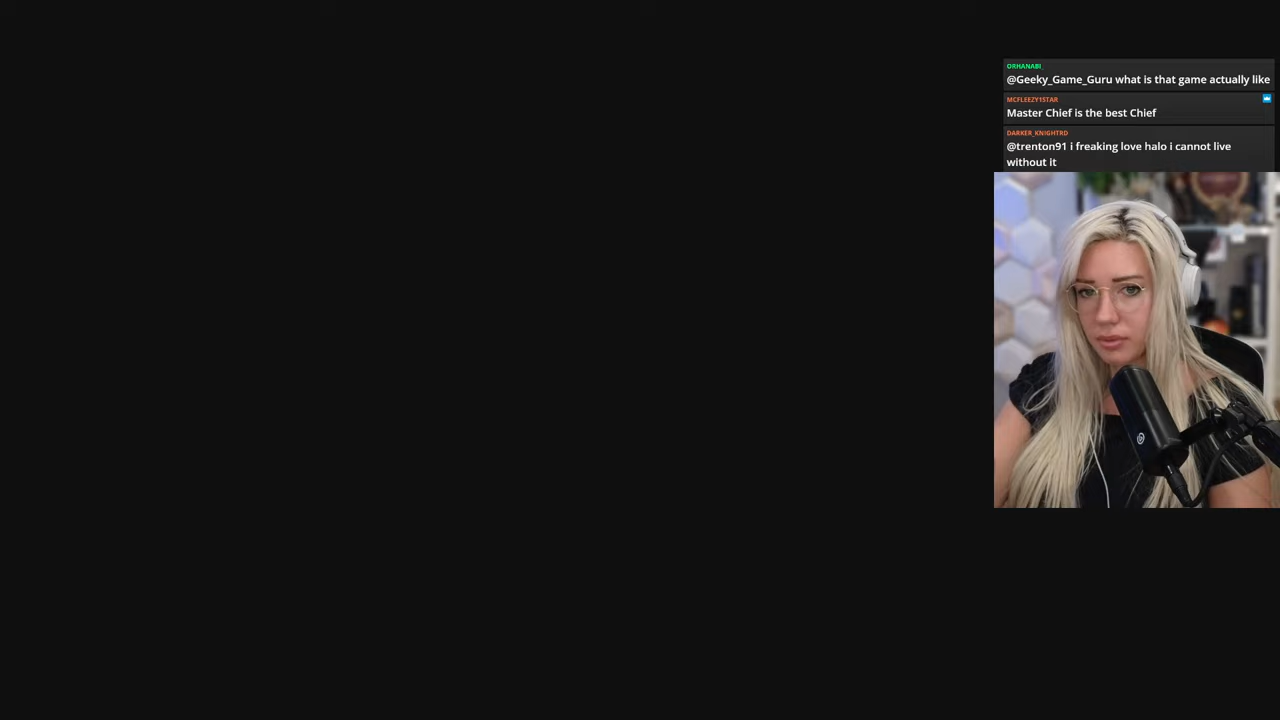 ORHANABI_
@Geeky_Game_Guru what is that game actually like
MCFLEEZY1STAR
Master Chief is the best Chief
DARKER_KNIGHTRD
@trenton91 i freaking love halo i cannot live
without it